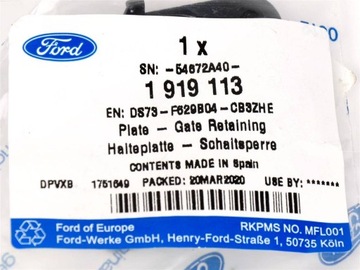 Ford
1 x
SN: -54672A40-
1 919 113
EN: DS73-F629B04-CB3ZHE
Plate - Gate Retaining
Halteplatte - Schaltsperre
CONTENTS MADE IN Spain
DPVXB 1751649 PACKED: 20MAR2020 USE BY: *******
Ford of Europe
RKPMS NO. MFL001
Ford-Werke GmbH, Henry-Ford-Straße 1, 50735 Köln